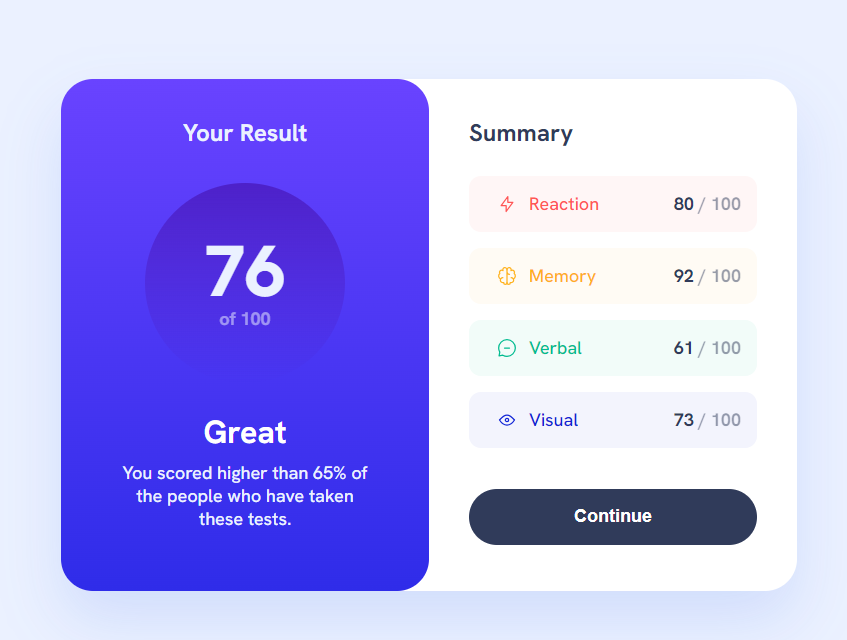 Your Result
76
of 100
Great
You scored higher than 65% of
the people who have taken
these tests.
Summary
Reaction 80 / 100
Memory 92 / 100
Verbal 61 / 100
Visual 73 / 100
Continue